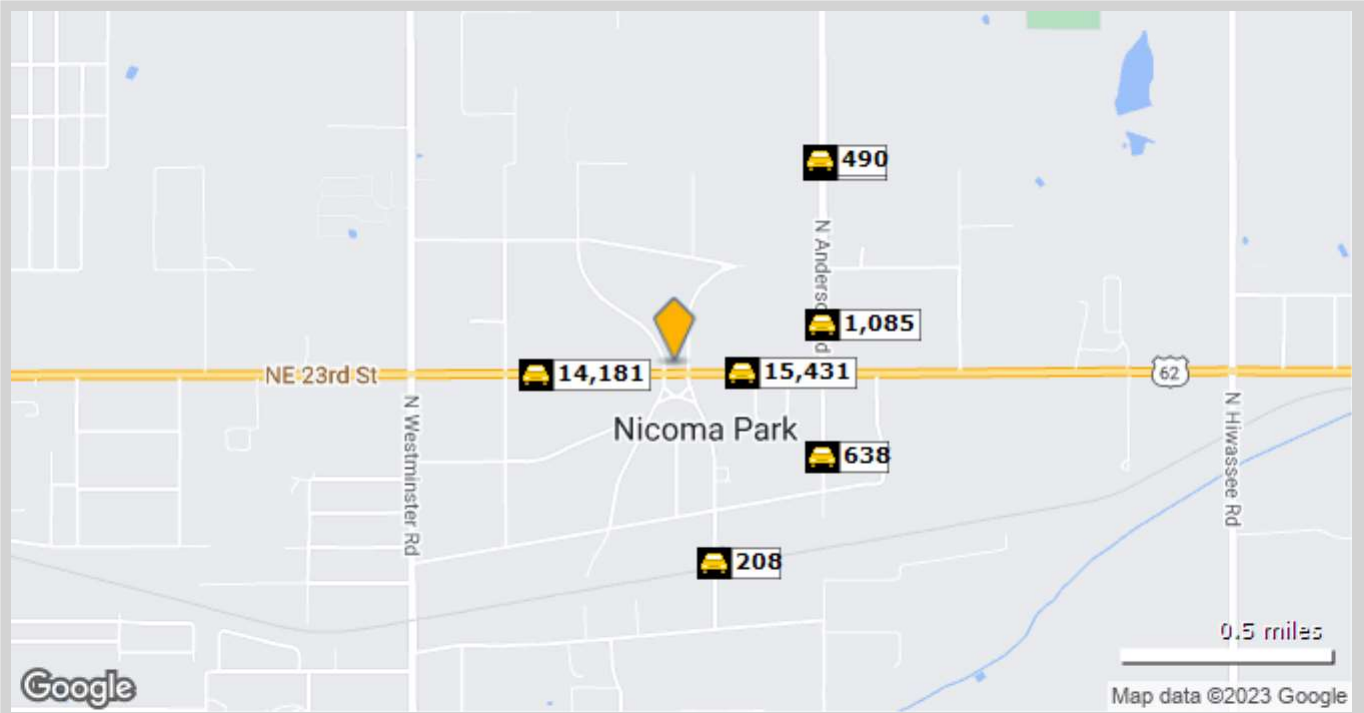 490
N Anderson Rd
1,085
NE 23rd St
14,181
15,431
62
Nicoma Park
N Westminster Rd
638
N Hiwassee Rd
208
0.5 miles
Google
Map data ©2023 Google